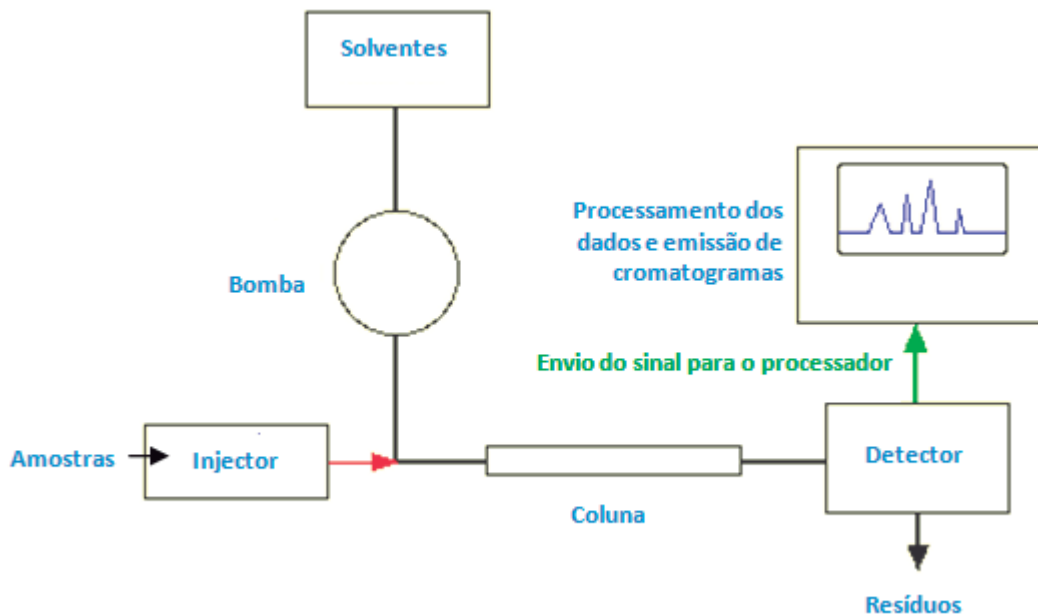 Solventes
Bomba
Processamento dos
dados e emissão de
cromatogramas
Envio do sinal para o processador
Amostras
Injector
Coluna
Detector
Resíduos